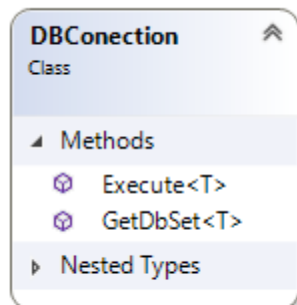 DBConection
Class
Methods
Execute<T>
GetDbSet<T>
Nested Types